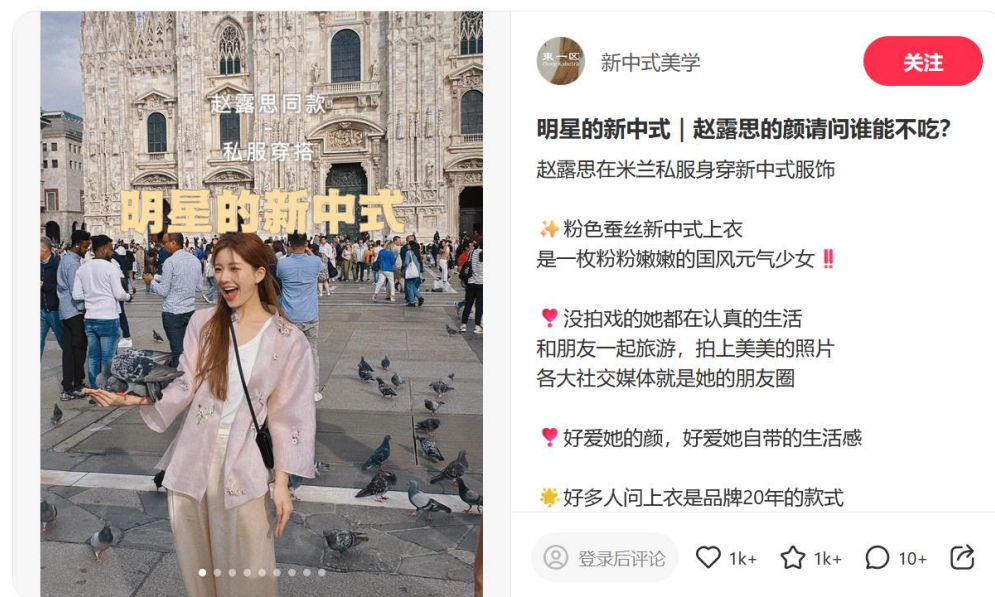 赵露思同款
私服穿搭
明星的新中式
東一区
新中式美学
关注
明星的新中式｜赵露思的颜请问谁能不吃？
赵露思在米兰私服身穿新中式服饰
✨粉色蚕丝新中式上衣
是一枚粉粉嫩嫩的国风元气少女‼️
❣️没拍戏的她都在认真的生活
和朋友一起旅游，拍上美美的照片
各大社交媒体就是她的朋友圈
❣️好爱她的颜，好爱她自带的生活感
🌟好多人问上衣是品牌20年的款式
登录后评论
1k+
1k+
10+